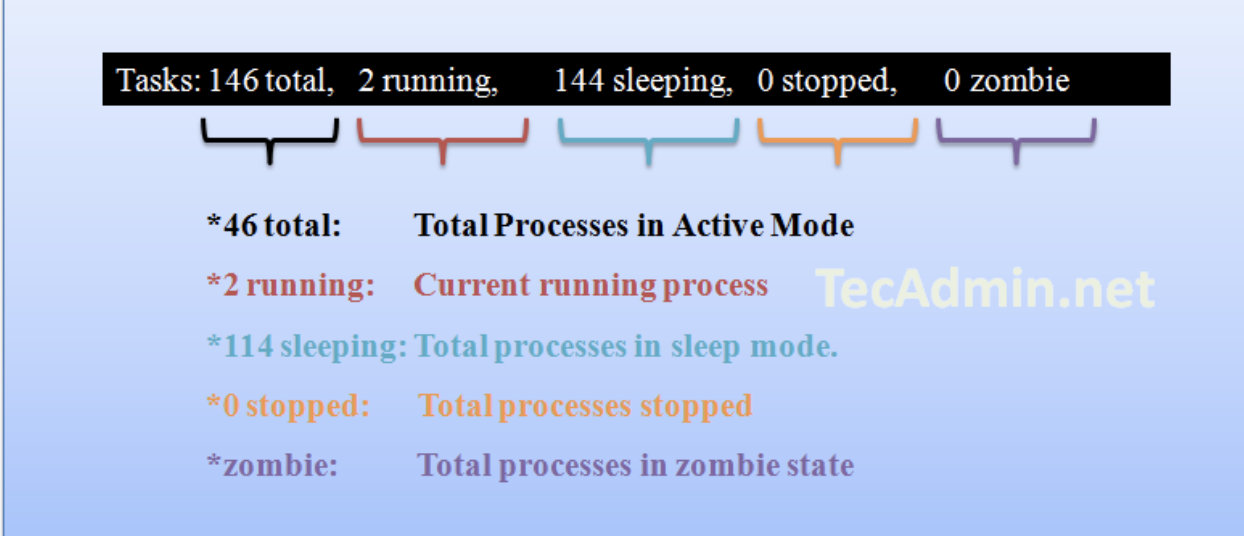 Tasks: 146 total, 2 running, 144 sleeping, 0 stopped, 0 zombie
*46 total: Total Processes in Active Mode
*2 running: Current running process
TecAdmin.net
*114 sleeping: Total processes in sleep mode.
*0 stopped: Total processes stopped
*zombie: Total processes in zombie state